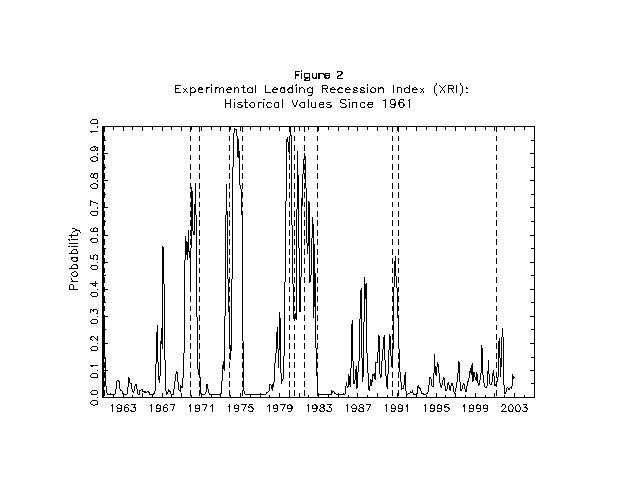 Figure 2
Experimental Leading Recession Index (XRI):
Historical Values Since 1961
Probability
1.0
0.9
0.8
0.7
0.6
0.5
0.4
0.3
0.2
0.1
0.0
1963 1967 1971 1975 1979 1983 1987 1991 1995 1999 2003